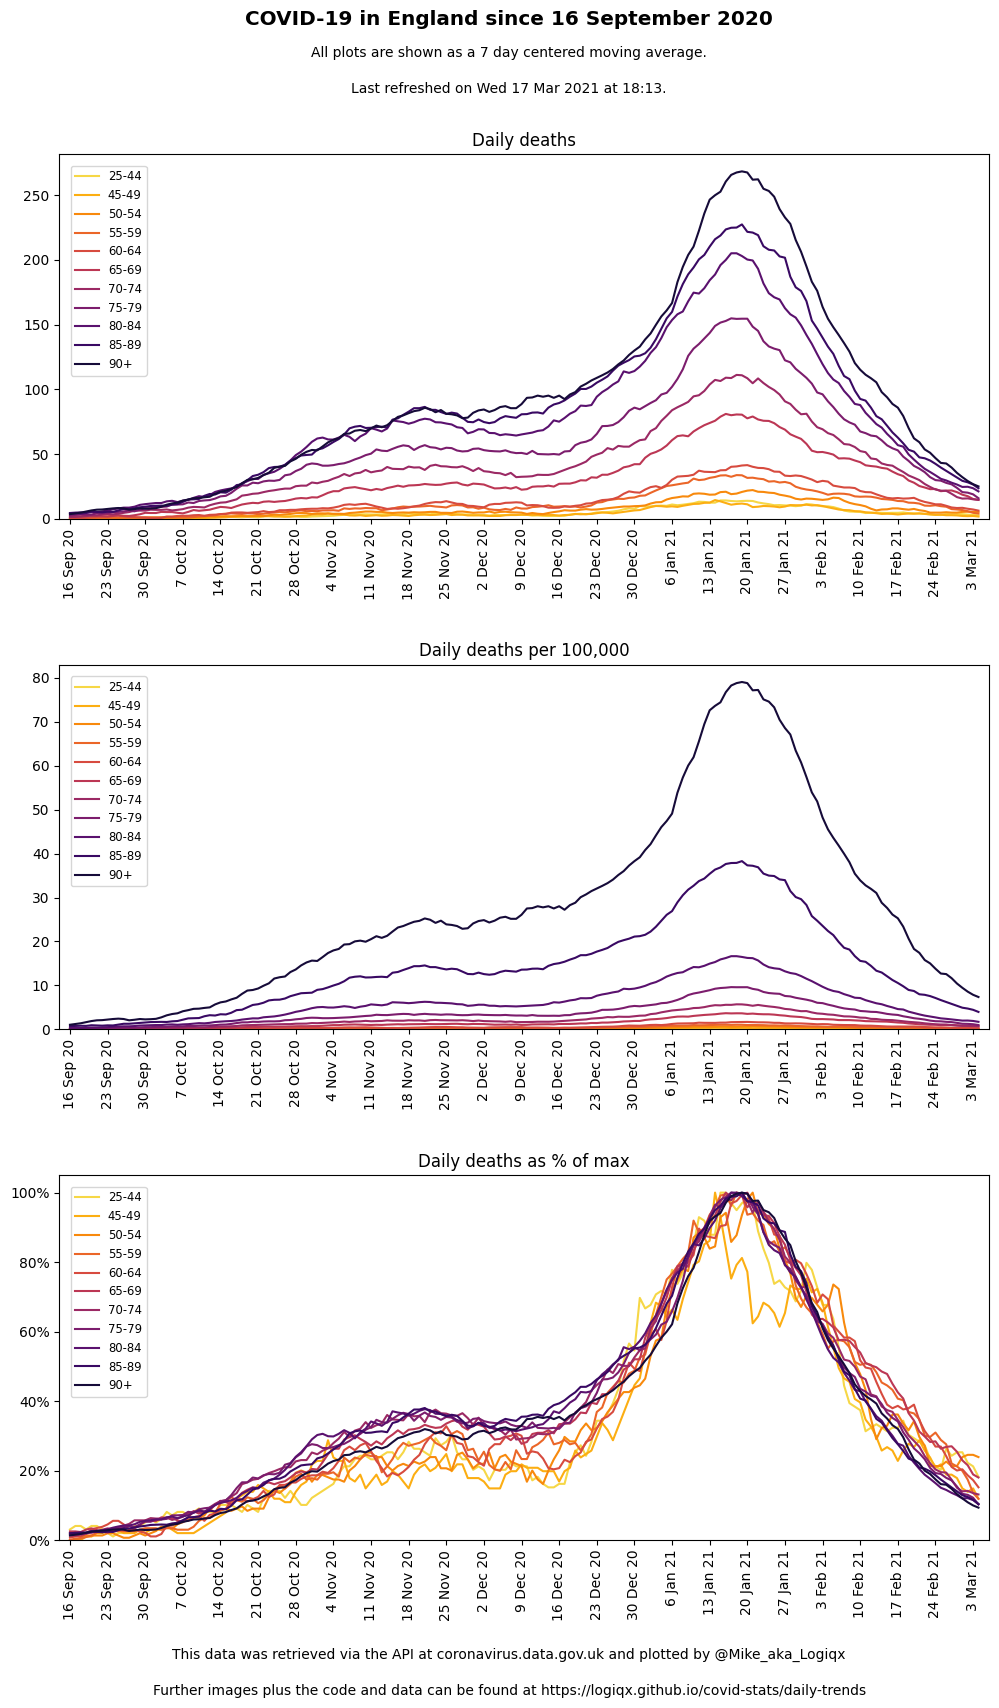 COVID-19 in England since 16 September 2020
All plots are shown as a 7 day centered moving average.
Last refreshed on Wed 17 Mar 2021 at 18:13.
Daily deaths
25-44
45-49
50-54
55-59
60-64
65-69
70-74
75-79
80-84
85-89
90+
250
200
150
100
50
0
16 Sep 20
23 Sep 20
30 Sep 20
7 Oct 20
14 Oct 20
21 Oct 20
28 Oct 20
4 Nov 20
11 Nov 20
18 Nov 20
25 Nov 20
2 Dec 20
9 Dec 20
16 Dec 20
23 Dec 20
30 Dec 20
6 Jan 21
13 Jan 21
20 Jan 21
27 Jan 21
3 Feb 21
10 Feb 21
17 Feb 21
24 Feb 21
3 Mar 21
Daily deaths per 100,000
25-44
45-49
50-54
55-59
60-64
65-69
70-74
75-79
80-84
85-89
90+
80
70
60
50
40
30
20
10
0
16 Sep 20
23 Sep 20
30 Sep 20
7 Oct 20
14 Oct 20
21 Oct 20
28 Oct 20
4 Nov 20
11 Nov 20
18 Nov 20
25 Nov 20
2 Dec 20
9 Dec 20
16 Dec 20
23 Dec 20
30 Dec 20
6 Jan 21
13 Jan 21
20 Jan 21
27 Jan 21
3 Feb 21
10 Feb 21
17 Feb 21
24 Feb 21
3 Mar 21
Daily deaths as % of max
25-44
45-49
50-54
55-59
60-64
65-69
70-74
75-79
80-84
85-89
90+
100%
80%
60%
40%
20%
0%
16 Sep 20
23 Sep 20
30 Sep 20
7 Oct 20
14 Oct 20
21 Oct 20
28 Oct 20
4 Nov 20
11 Nov 20
18 Nov 20
25 Nov 20
2 Dec 20
9 Dec 20
16 Dec 20
23 Dec 20
30 Dec 20
6 Jan 21
13 Jan 21
20 Jan 21
27 Jan 21
3 Feb 21
10 Feb 21
17 Feb 21
24 Feb 21
3 Mar 21
This data was retrieved via the API at coronavirus.data.gov.uk and plotted by @Mike_aka_Logiqx
Further images plus the code and data can be found at https://logiqx.github.io/covid-stats/daily-trends